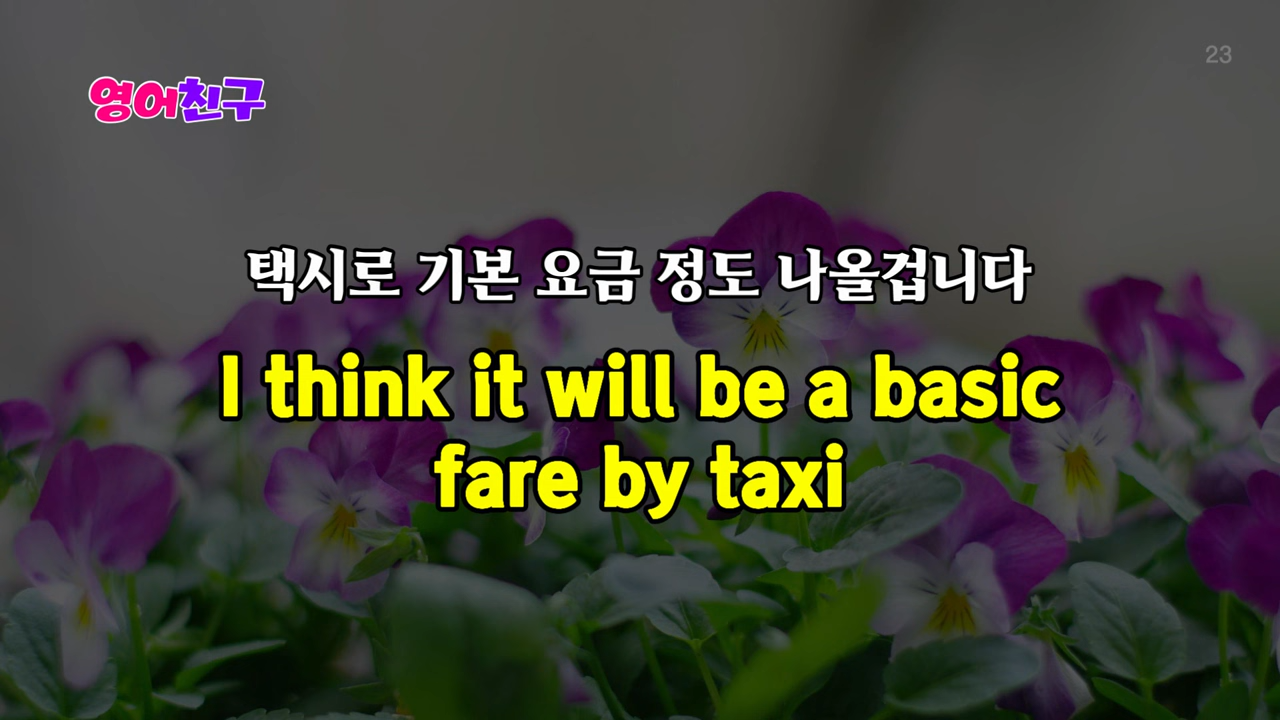 23
영어친구
택시로 기본 요금 정도 나올겁니다
I think it will be a basic
fare by taxi